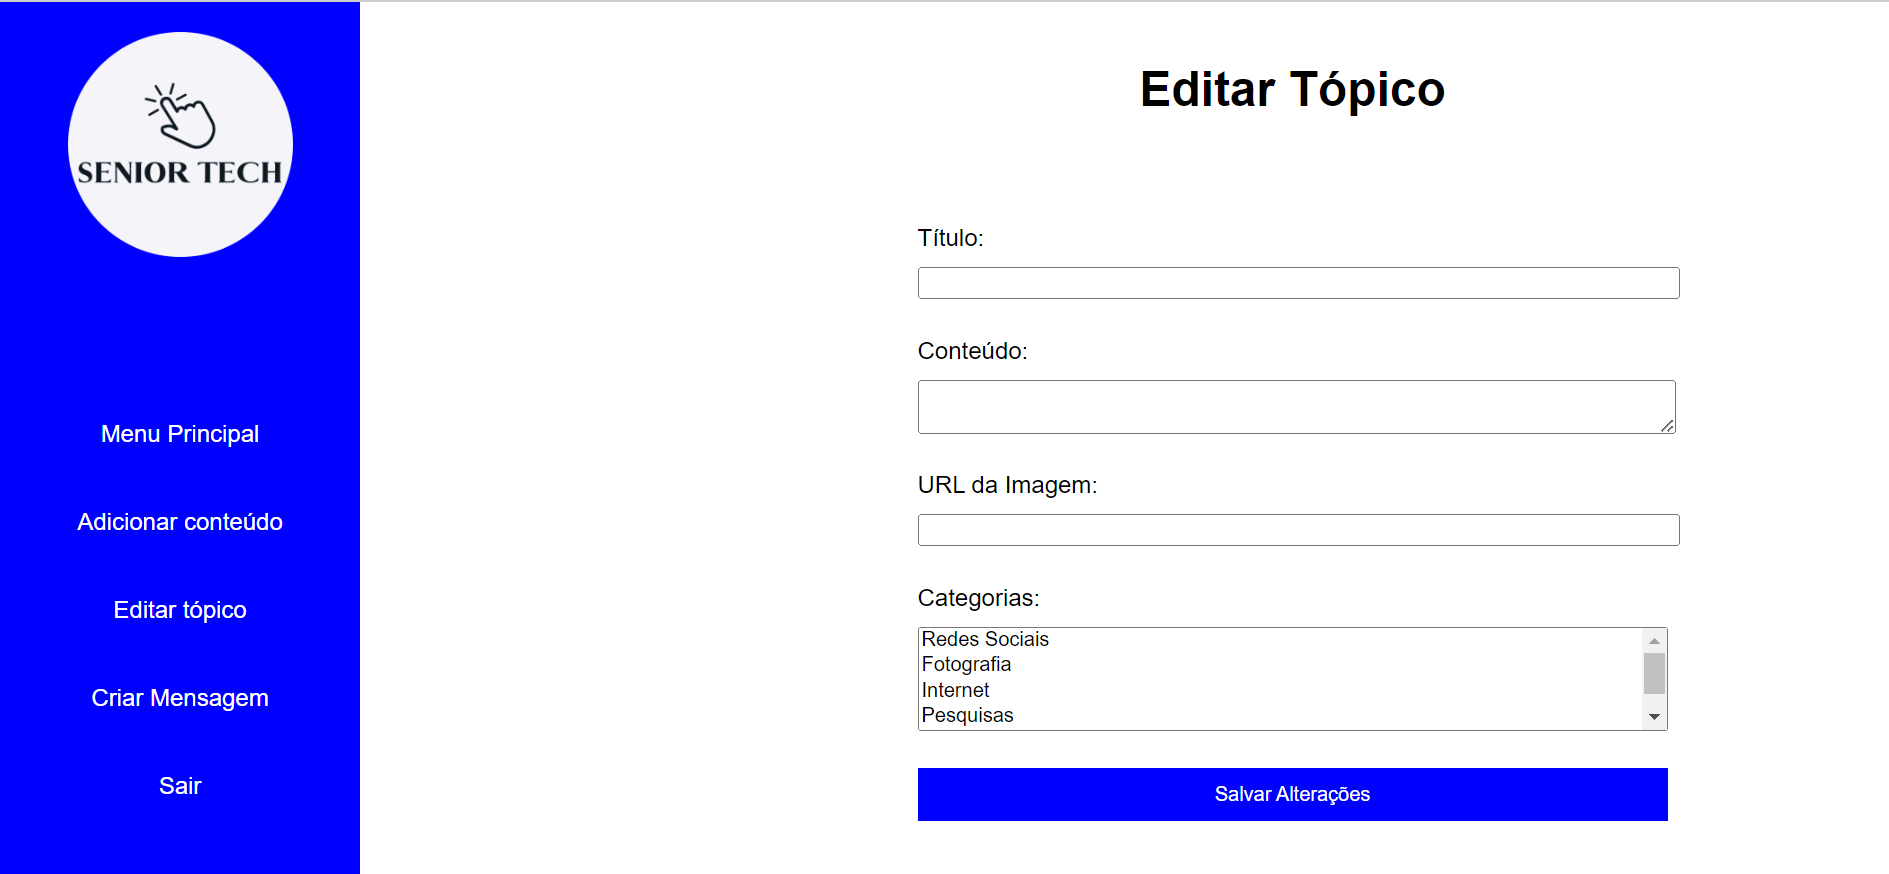 SENIOR TECH
Menu Principal
Adicionar conteúdo
Editar tópico
Criar Mensagem
Sair
Editar Tópico
Título:
Conteúdo:
URL da Imagem:
Categorias:
Redes Sociais
Fotografia
Internet
Pesquisas
Salvar Alterações